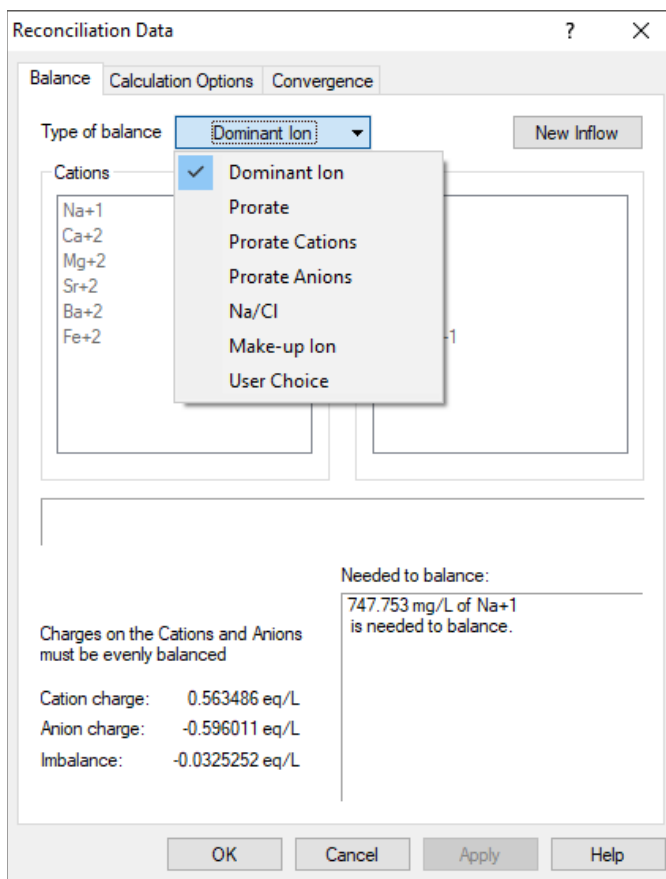 Reconciliation Data ?
Balance Calculation Options Convergence
Type of balance Dominant Ion New Inflow
Cations
Na+1
Ca+2
Mg+2
Sr+2
Ba+2
Fe+2
Dominant Ion
Prorate
Prorate Cations
Prorate Anions
Na/Cl
Make-up Ion
User Choice
-1
Needed to balance:
747.753 mg/L of Na+1
is needed to balance.
Charges on the Cations and Anions
must be evenly balanced
Cation charge: 0.563486 eq/L
Anion charge: -0.596011 eq/L
Imbalance: -0.0325252 eq/L
OK Cancel Apply Help